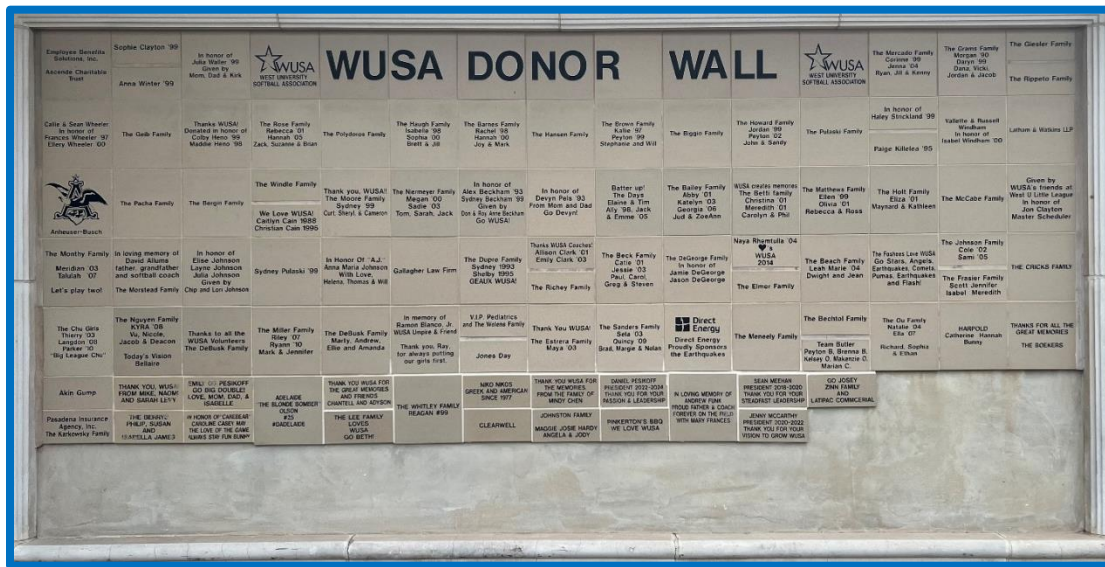 WUSA DONOR WALL
WUSA
WEST UNIVERSITY
SOFTBALL ASSOCIATION
WUSA
WEST UNIVERSITY
SOFTBALL ASSOCIATION
Employee Benefits
Solutions, Inc.
Ascende Charitable
Trust
Sophie Clayton '99
Anna Winter '99
In honor of
Julia Waller '99
Given by
Mom, Dad & Kirk
The Mercado Family
Corinne '99
Jenna '04
Ryan, Jill & Kenny
The Grams Family
Morgan '90
Daryn '99
Dana, Vicki,
Jordan & Jacob
The Giesler Family
The Rippeto Family
Callie & Sean Wheeler
In honor of
Frances Wheeler '97
Ellery Wheeler '00
The Geib Family
Thanks WUSA!
Donated in honor of
Colby Heno '99
Maddie Heno '98
The Rose Family
Rebecca '01
Hannah '05
Zack, Suzanne & Brian
The Polydoros Family
The Haugh Family
Isabella '98
Sophia '00
Brett & Jill
The Barnes Family
Rachel '98
Hannah '00
Joy & Mark
The Hansen Family
The Brown Family
Katie '97
Peyton '99
Stephanie and Will
The Biggin Family
The Howard Family
Jordan '99
Peyton '02
John & Sandy
The Pulaski Family
In honor of
Haley Strickland '99
Paige Killelea '95
Vallette & Russell
Windham
In honor of
Isabel Windham '00
Latham & Watkins LLP
Anheuser-Busch
The Pacha Family
The Bergin Family
The Windle Family
We Love WUSA!
Caitlyn Cain 1988
Christian Cain 1995
Thank you, WUSA!
The Moore Family
Sydney '99
Curt, Sheryl, & Cameron
The Niermeyer Family
Megan '00
Sadie '03
Tom, Sarah, Jack
In honor of
Alex Beckham '93
Sydney Beckham '99
Given by
Don & Roy Anne Beckham
Go WUSA!
In honor of
Devyn Pels '93
From Mom and Dad
Go Devyn!
Batter up!
The Days
Elaine & Tim
Ally '98, Jack
& Emme '05
The Bailey Family
Abby '01
Katelyn '03
Georgia '06
Jud & ZoeAnn
WUSA creates memories
The Betti family
Christina '01
Meredith '01
Carolyn & Phil
The Matthews Family
Ellen '99
Olivia '01
Rebecca & Ross
The Holt Family
Eliza '01
Maynard & Kathleen
The McCabe Family
Given by
WUSA's friends at
West U Little League
In Honor of
Jon Clayton
Master Scheduler
The Monthy Family
Meridian '03
Talulah '07
Let's play two!
In loving memory of
David Allums
father, grandfather
and softball coach
The Morstead Family
In honor of
Elise Johnson
Layne Johnson
Julia Johnson
Given by
Chip and Lori Johnson
Sydney Pulaski '99
In Honor Of "A.J."
Anna Maria Johnson
With Love,
Helena, Thomas & Will
Gallagher Law Firm
The Dupre Family
Sydney 1993
Shelby 1995
GEAUX WUSA!
Thanks WUSA Coaches!
Allison Clark '01
Emily Clark '03
The Richey Family
The Beck Family
Catie '01
Jessie '03
Paul, Carol,
Greg & Steven
The DeGeorge Family
In honor of
Jamie DeGeorge
Jason DeGeorge
Naya Rhemtulla '04
♥'s
WUSA
2014
The Elmer Family
The Beach Family
Leah Marie '04
Dwight and Jean
The Fashees Love WUSA
Go Stars, Angels,
Earthquakes, Comets,
Pumas, Earthquakes
and Flash!
The Johnson Family
Cole '02
Sami '05
The Frasier Family
Scott Jennifer
Isabel Meredith
THE CRICKS FAMILY
The Chu Girls
Thierry '03
Langdon '08
Parker '10
"Big League Chu"
The Nguyen Family
KYRA '08
Vu, Nicole,
Jacob & Deacon
Today's Vision
Bellaire
Thanks to all the
WUSA Volunteers
The DeBusk Family
The Miller Family
Riley '07
Ryann '10
Mark & Jennifer
The DeBusk Family
Marty, Andrew,
Ellie and Amanda
In memory of
Ramon Blanco, Jr.
WUSA Umpire & Friend
Thank you, Ray,
for always putting
our girls first.
V.I.P. Pediatrics
and The Wolens Family
Jones Day
Thank You WUSA!
The Estrera Family
Maya '03
The Sanders Family
Sela '03
Quincy '09
Brad, Margie & Nolan
Direct
Energy
Direct Energy
Proudly Sponsors
the Earthquakes
The Meneely Family
The Bechtol Family
Team Butler
Peyton B, Brenna B,
Kelsey O, Makenzie O,
Marian C.
The Ou Family
Natalie '04
Ella '07
Richard, Sophia
& Ethan
HARFOLD
Catherine Hannah
Bunny
THANKS FOR ALL THE
GREAT MEMORIES
THE BOEKERS
Akin Gump
Pasadena Insurance
Agency, Inc.
The Karkowsky Family
THANK YOU, WUSA!
FROM MIKE, NAOMI
AND SARAH LEVY
PHILIP, SUSAN
AND
GO BIG DOUBLE!
LOVE, MOM, DAD, &
ISABELLE
IN HONOR OF "CAREBEAR"
CAROLINE CASEY MAY
THE LOVE OF THE GAME
ALWAYS STAY FUN BUNNY
ADELAIDE
"THE BLONDE BOMBER"
OLSON
#25
#DADELAIDE
THANK YOU WUSA FOR
THE GREAT MEMORIES
AND FRIENDS
CHANTELL AND ADYSON
THE LEE FAMILY
LOVES
WUSA
GO BETH!
THE WHITLEY FAMILY
REAGAN #99
NIKO NIKOS
GREEK AND AMERICAN
SINCE 1977
CLEARWELL
THANK YOU WUSA FOR
THE MEMORIES.
FROM THE FAMILY OF
MINDY CHEN
JOHNSTON FAMILY
MAGGIE JOSIE HARDY
ANGELA & JODY
DANIEL PESIKOFF
PRESIDENT 2022-2024
THANK YOU FOR YOUR
PASSION & LEADERSHIP
PINKERTON'S BBQ
WE LOVE WUSA
IN LOVING MEMORY OF
ANDREW FUNK
PROUD FATHER & COACH
FOREVER ON THE FIELD
WITH MARY FRANCES
SEAN MEEHAN
PRESIDENT 2018-2020
THANK YOU FOR YOUR
STEADFAST LEADERSHIP
JENNY MCCARTHY
PRESIDENT 2020-2022
THANK YOU FOR YOUR
VISION TO GROW WUSA
GO JOSEY
ZINN FAMILY
AND
LATIPAC COMMERCIAL